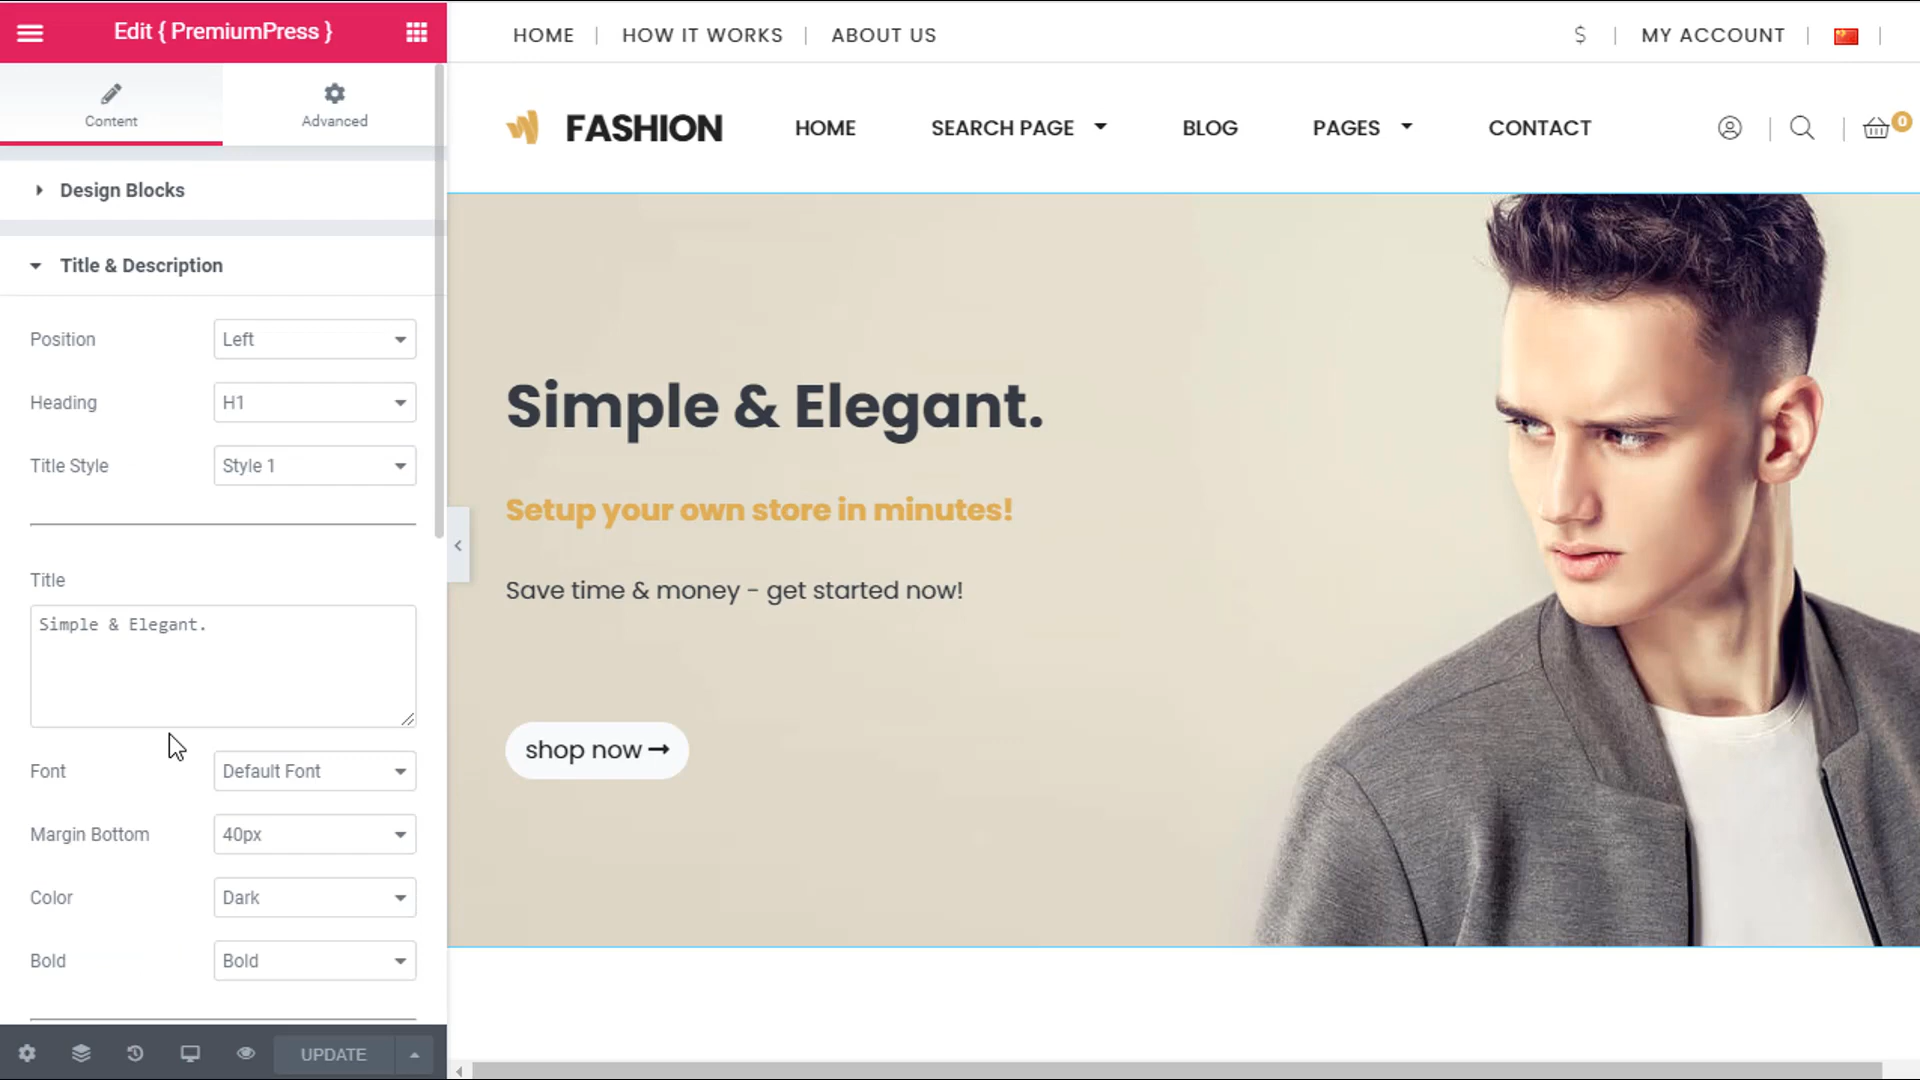 Edit { PremiumPress }
Content
Advanced
Design Blocks
Title & Description
Position
Left
Heading
H1
Title Style
Style 1
Title
Simple & Elegant.
Font
Default Font
Margin Bottom
40px
Color
Dark
Bold
Bold
UPDATE
HOME | HOW IT WORKS | ABOUT US
$ | MY ACCOUNT | |
FASHION
HOME
SEARCH PAGE
BLOG
PAGES
CONTACT
0
Simple & Elegant.
Setup your own store in minutes!
Save time & money - get started now!
shop now